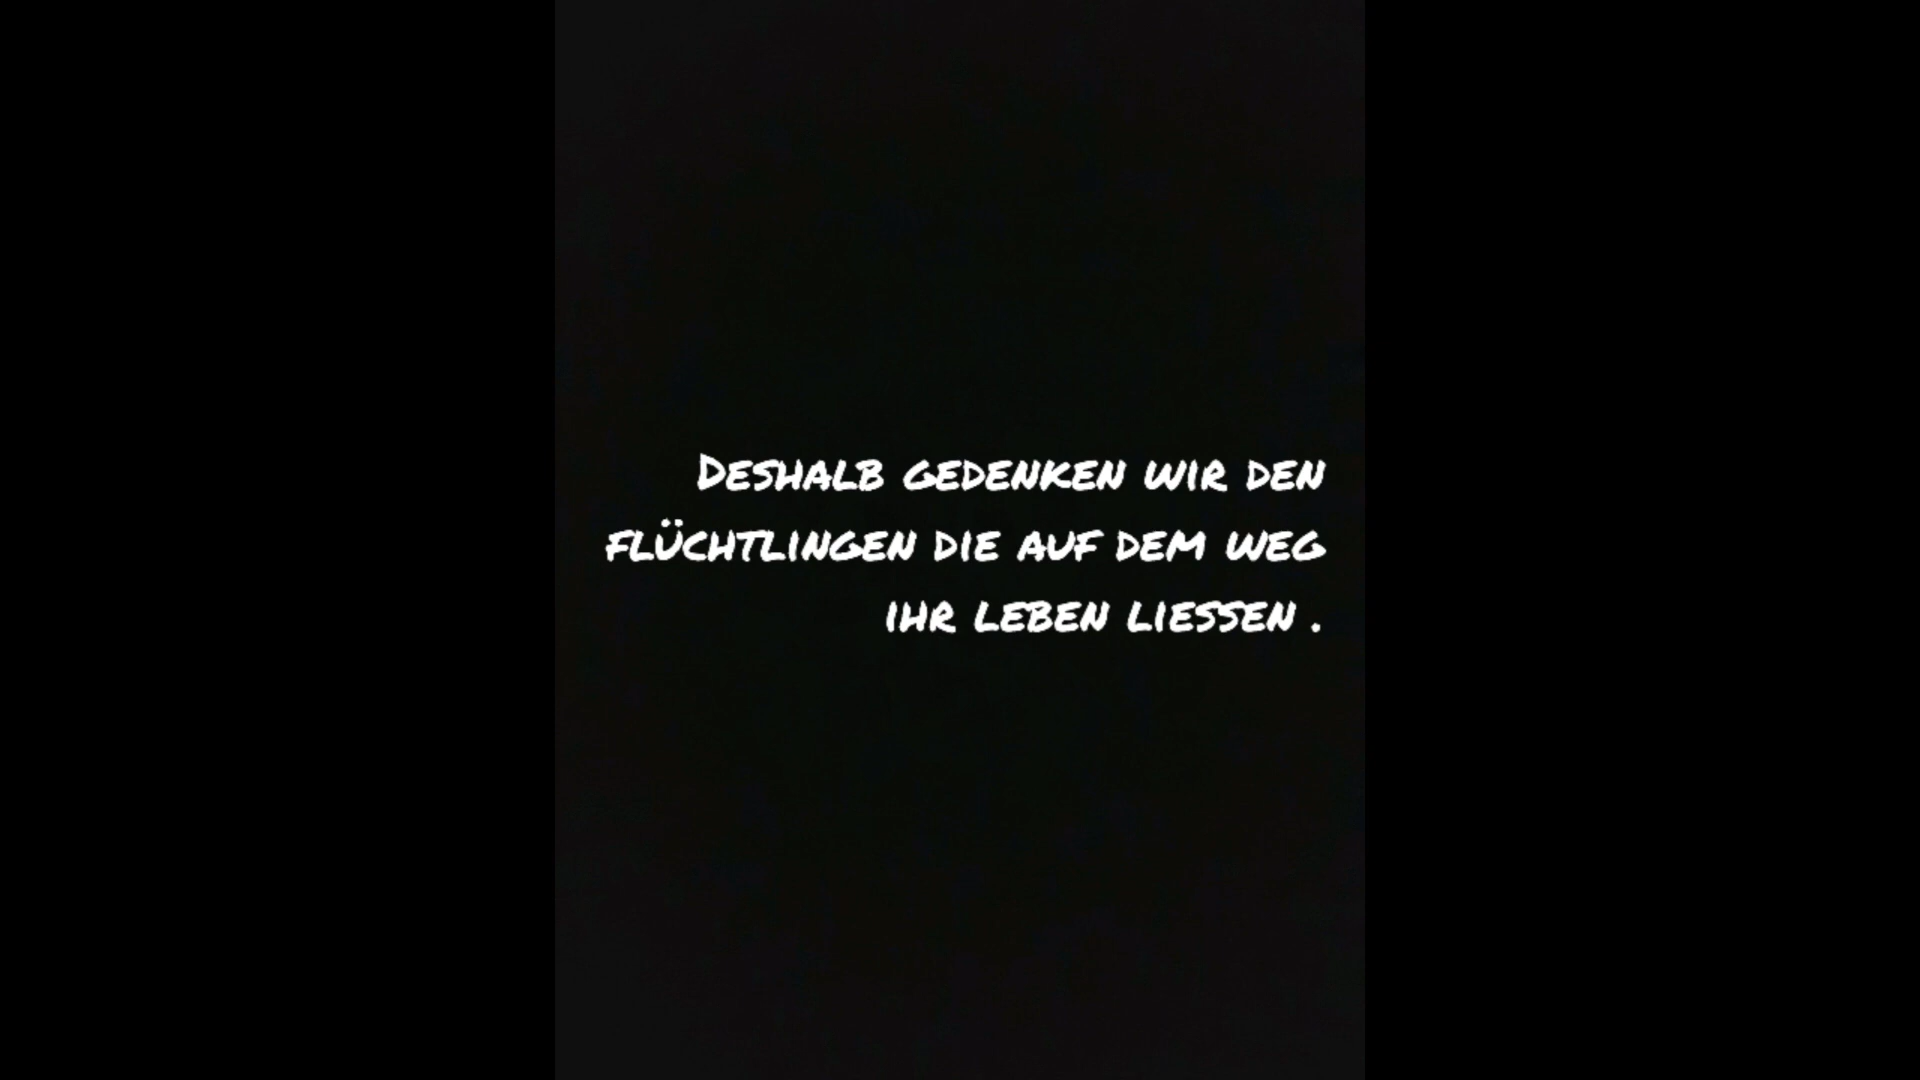 Deshalb gedenken wir den
flüchtlingen die auf dem weg
ihr leben liessen .